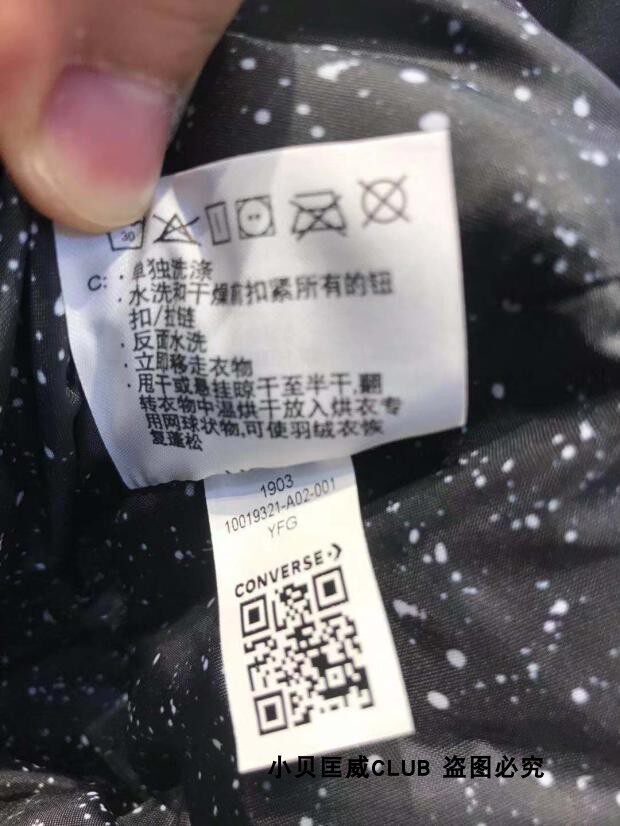 30
C: · 单独洗涤
· 水洗和干燥前扣紧所有的钮
扣/拉链
· 反面水洗
· 立即移走衣物
· 甩干或悬挂晾干至半干,翻
转衣物中温烘干放入烘衣专
用网球状物,可使羽绒衣恢
复蓬松
1903
10019321-A02-001
YFG
CONVERSE
小贝匡威CLUB 盗图必究